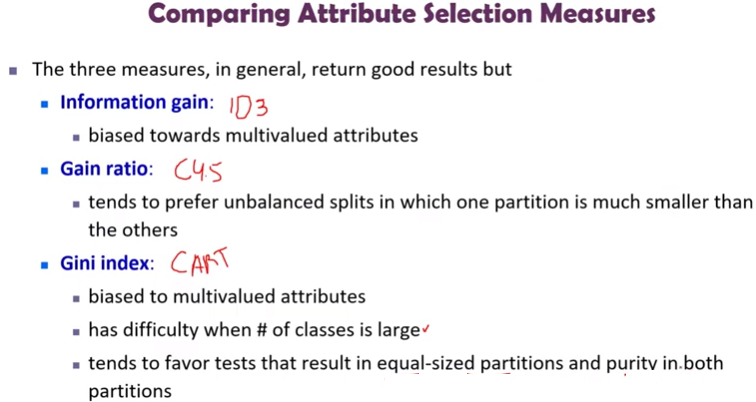 Comparing Attribute Selection Measures
The three measures, in general, return good results but
Information gain: ID3
biased towards multivalued attributes
Gain ratio: C4.5
tends to prefer unbalanced splits in which one partition is much smaller than
the others
Gini index: CART
biased to multivalued attributes
has difficulty when # of classes is large
tends to favor tests that result in equal-sized partitions and purity in both
partitions